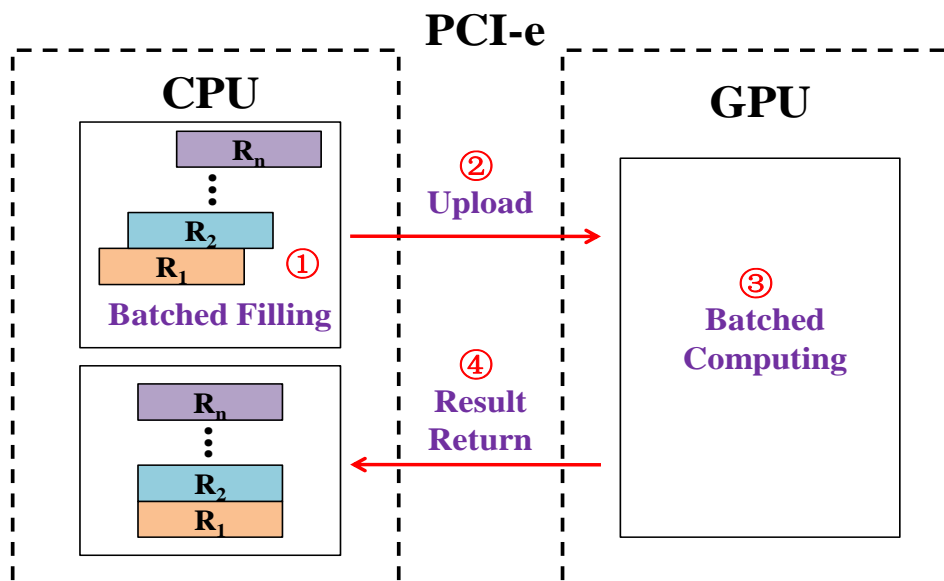 PCI-e
CPU
GPU
Rn
⋮
R2
R1
①
Batched Filling
②
Upload
③
Batched
Computing
④
Result
Return
Rn
⋮
R2
R1